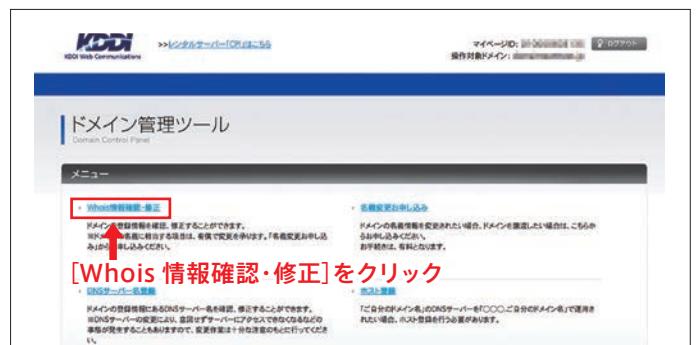 KDDI
KDDI Web Communications
>>レンタルサーバー「CPI」はこちら
マイページID:
ログアウト
操作対象ドメイン:
ドメイン管理ツール
Domain Control Panel
メニュー
Whois情報確認・修正
ドメインの登録情報を確認、修正することができます。
名義に相当する項目は、有償で変更を承ります。「名義変更お申し込
み」から
申し込みください。
名義変更お申し込み
ドメインの名義情報を変更されたい場合、ドメインを譲渡したい場合は、こちらか
らお申し込みください。
お手続きは、有料となります。
[Whois 情報確認・修正]をクリック
DNSサーバー名登録
ドメインの登録情報にあるDNSサーバー名を確認、修正することができます。
※DNSサーバーの変更により、意図せずサーバーにアクセスできなくなるなどの
事態が発生することもありますので、変更作業は十分な注意のもとに行ってくださ
い。
ホスト登録
「ご自分のドメイン名」のDNSサーバーを「〇〇〇.ご自分のドメイン名」で運用さ
れたい場合、ホスト登録を行う必要があります。